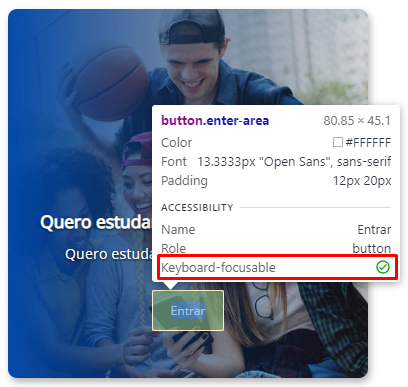 button.enter-area 80.85 × 45.1
Color #FFFFFF
Font 13.3333px "Open Sans", sans-serif
Padding 12px 20px
ACCESSIBILITY
Name Entrar
Role button
Keyboard-focusable
Quero estuda
Quero estuda
Entrar